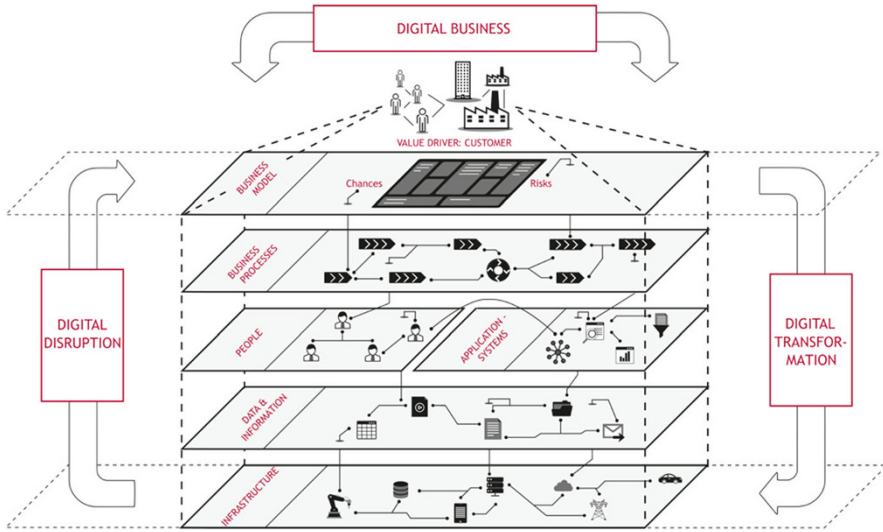 DIGITAL BUSINESS
VALUE DRIVER: CUSTOMER
BUSINESS
MODEL
Chances
Risks
BUSINESS
PROCESSES
DIGITAL
DISRUPTION
DIGITAL
TRANSFOR-
MATION
PEOPLE
APPLICATION -
SYSTEMS
DATA &
INFORMATION
INFRASTRUCTURE